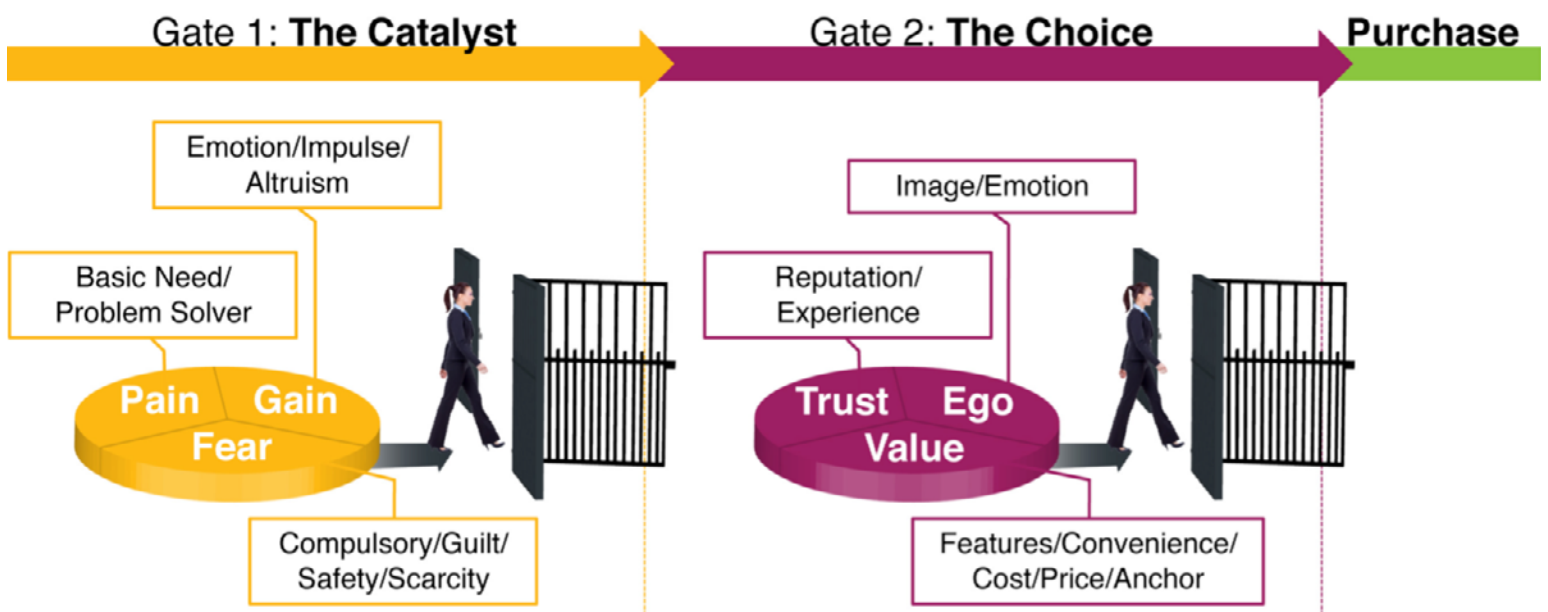 Gate 1: The Catalyst
Gate 2: The Choice
Purchase
Emotion/Impulse/
Altruism
Basic Need/
Problem Solver
Pain
Gain
Fear
Compulsory/Guilt/
Safety/Scarcity
Image/Emotion
Reputation/
Experience
Trust
Ego
Value
Features/Convenience/
Cost/Price/Anchor